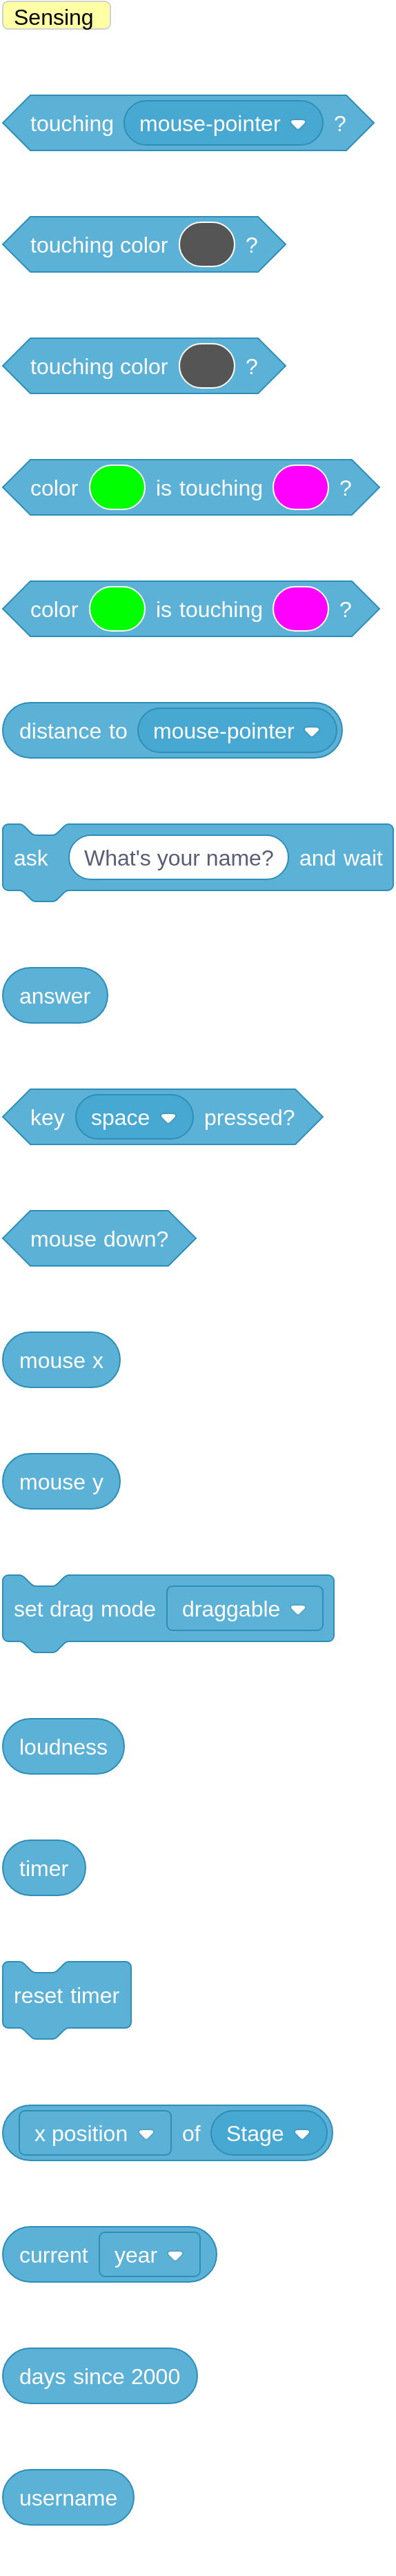 Sensing
touching mouse-pointer ?
touching color ?
touching color ?
color is touching ?
color is touching ?
distance to mouse-pointer
ask What's your name? and wait
answer
key space pressed?
mouse down?
mouse x
mouse y
set drag mode draggable
loudness
timer
reset timer
x position of Stage
current year
days since 2000
username